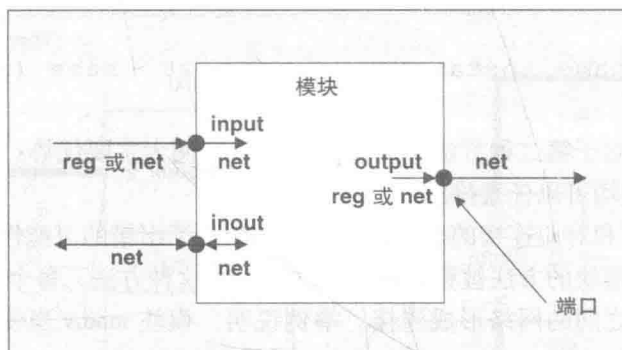 模块
input
reg 或 net
net
output
net
reg 或 net
inout
net
net
端口